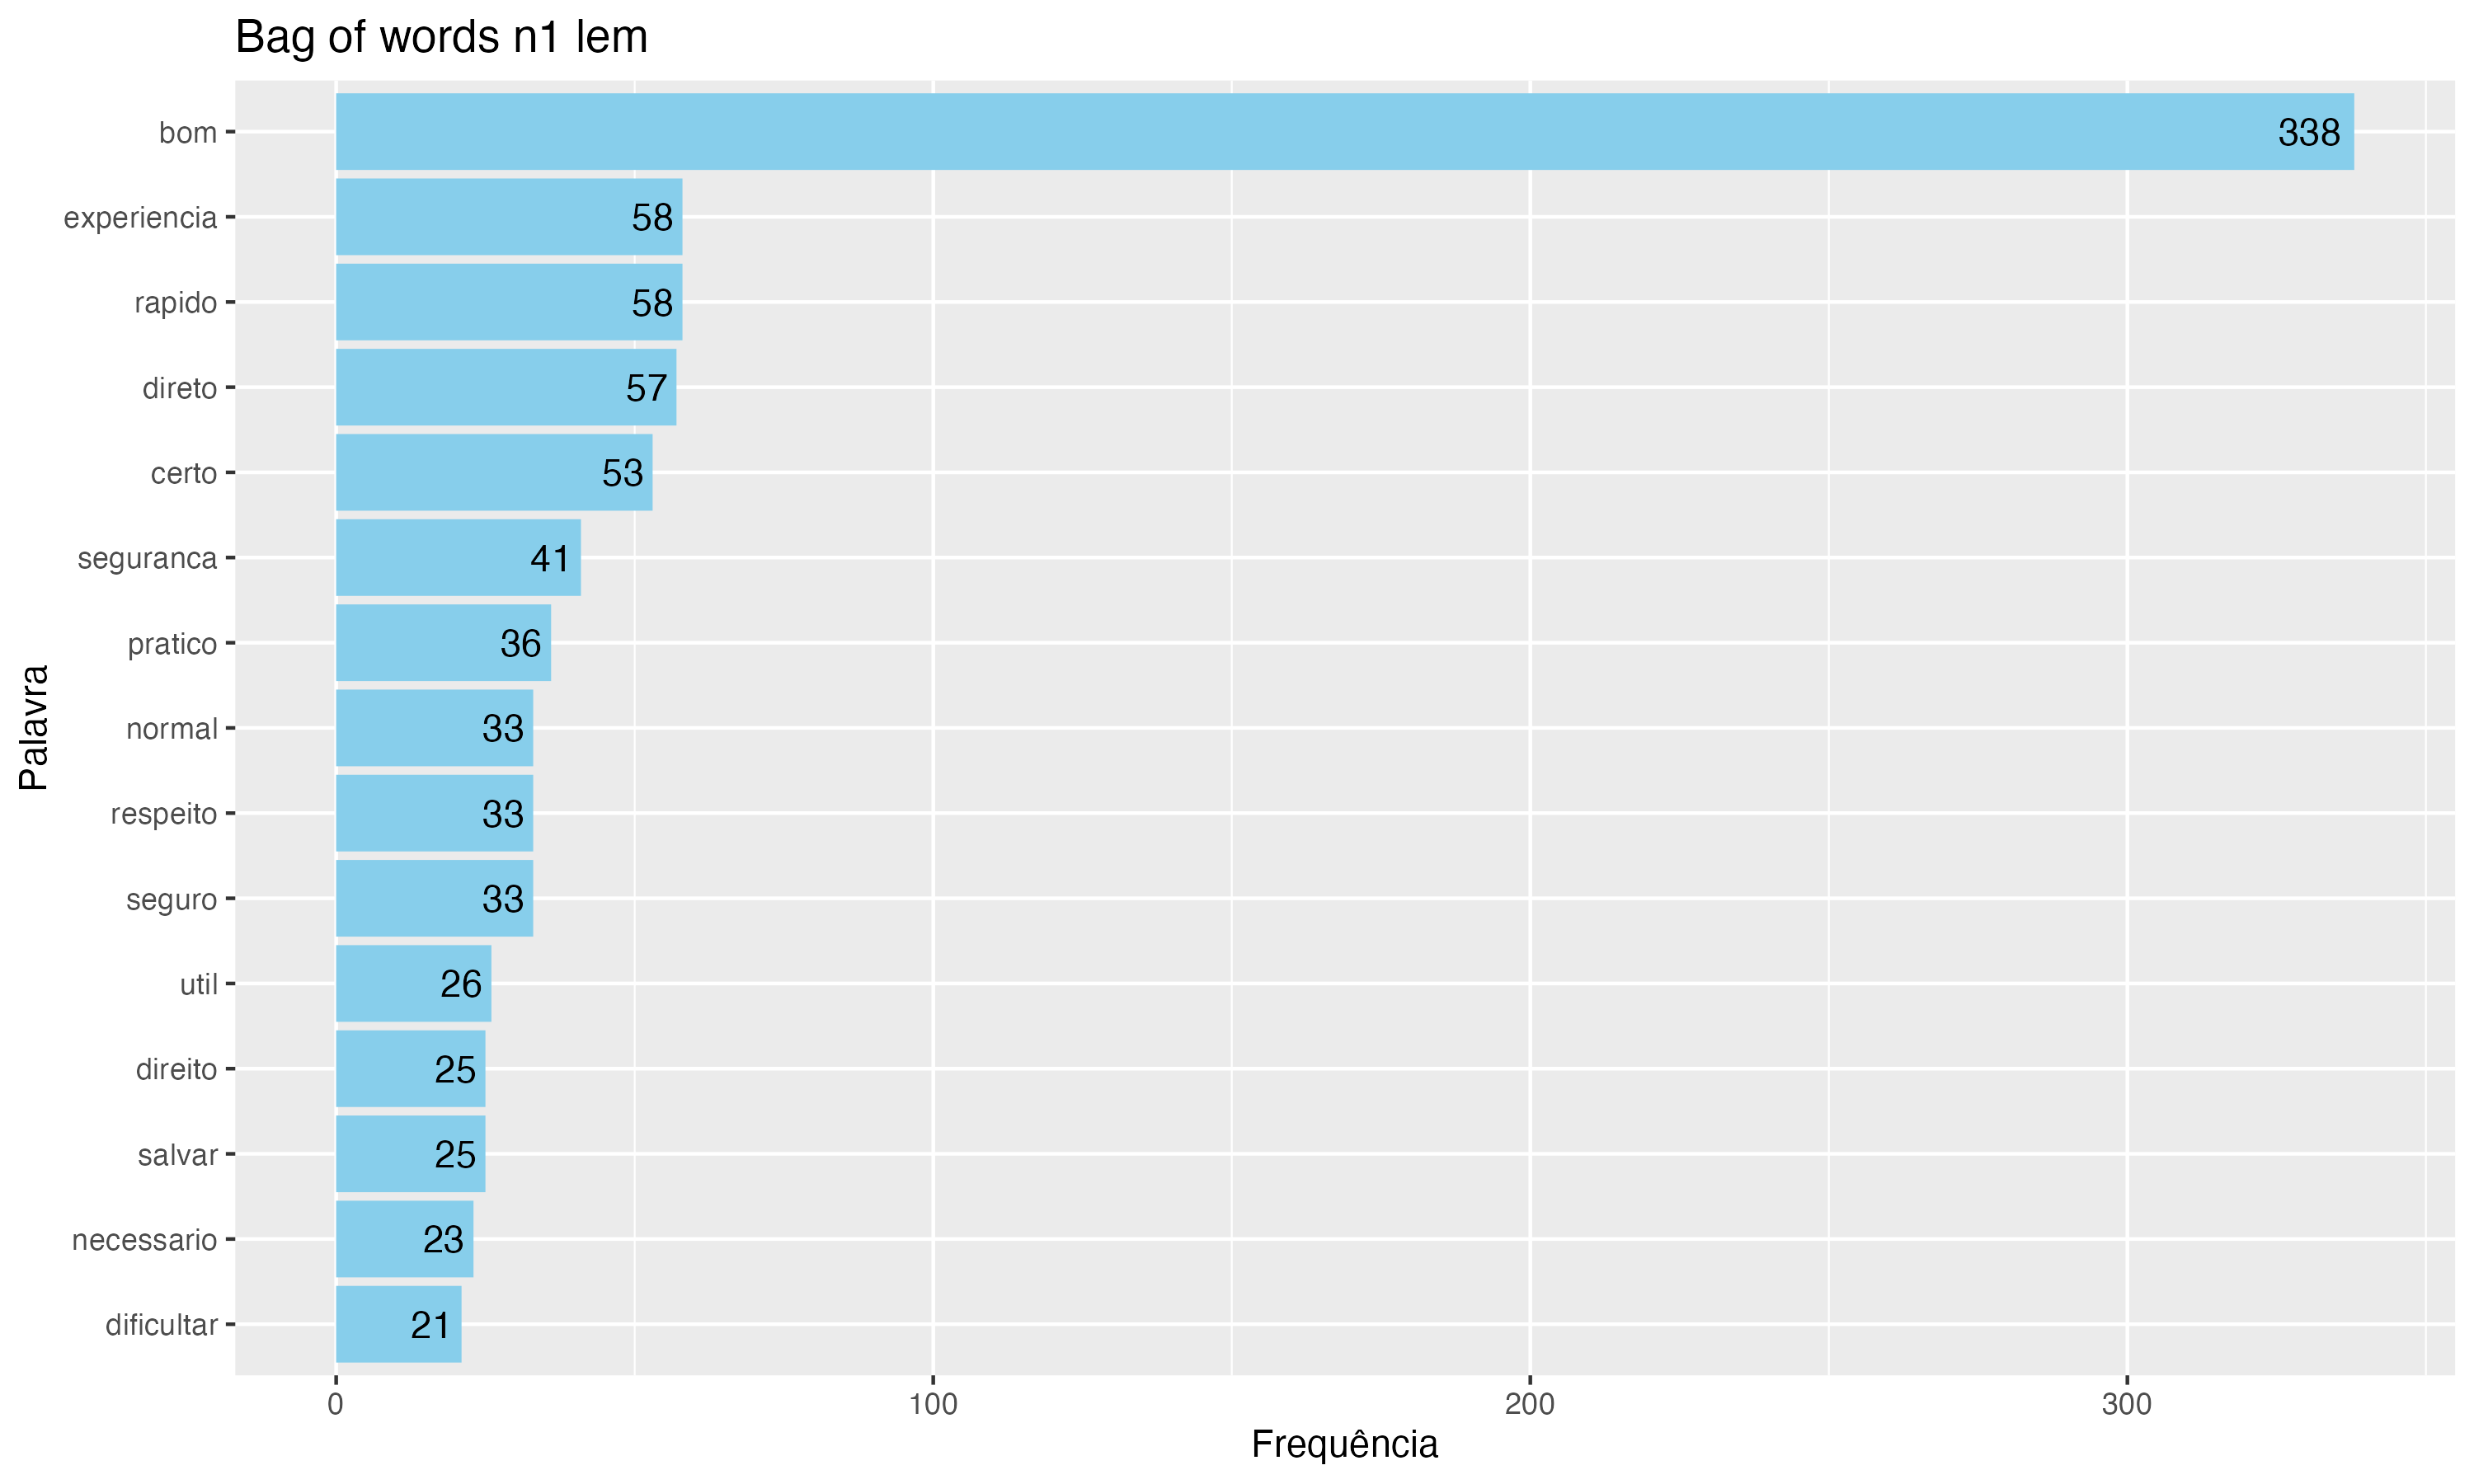 Bag of words n1 lem
bom 338
experiencia 58
rapido 58
direto 57
certo 53
seguranca 41
pratico 36
normal 33
respeito 33
seguro 33
util 26
direito 25
salvar 25
necessario 23
dificultar 21
Palavra
0 100 200 300
Frequência